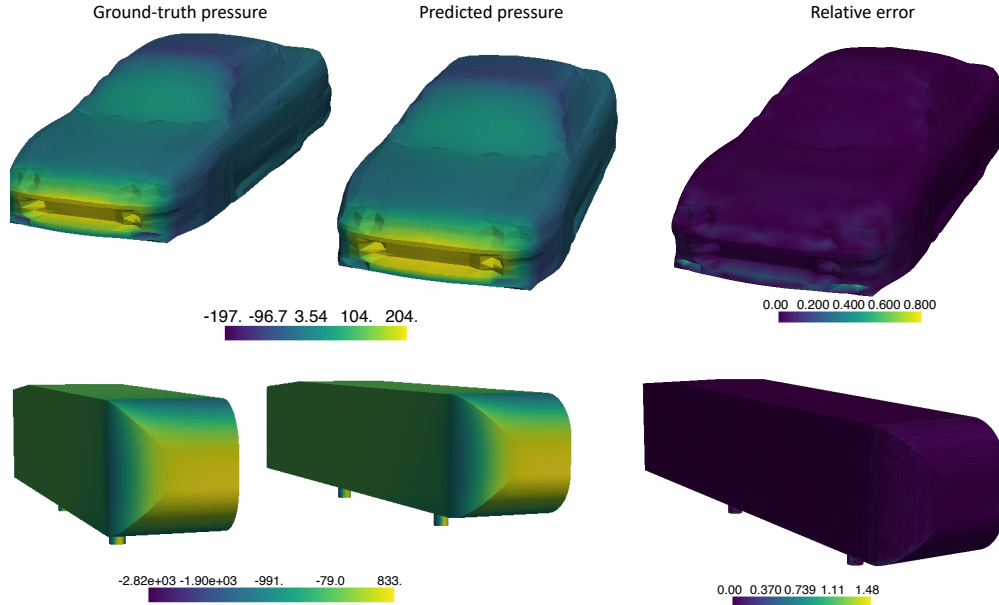 Ground-truth pressure
Predicted pressure
Relative error
-197. -96.7 3.54 104. 204.
0.00 0.200 0.400 0.600 0.800
-2.82e+03 -1.90e+03 -991. -79.0 833.
0.00 0.370 0.739 1.11 1.48